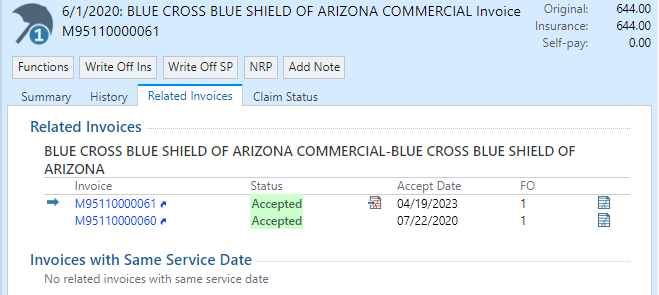 6/1/2020: BLUE CROSS BLUE SHIELD OF ARIZONA COMMERCIAL Invoice
M95110000061
Original: 644.00
Insurance: 644.00
Self-pay: 0.00
1
Functions Write Off Ins Write Off SP NRP Add Note
Summary History Related Invoices Claim Status
Related Invoices
BLUE CROSS BLUE SHIELD OF ARIZONA COMMERCIAL-BLUE CROSS BLUE SHIELD OF
ARIZONA
Invoice Status Accept Date FO
M95110000061 Accepted 04/19/2023 1
M95110000060 Accepted 07/22/2020 1
Invoices with Same Service Date
No related invoices with same service date